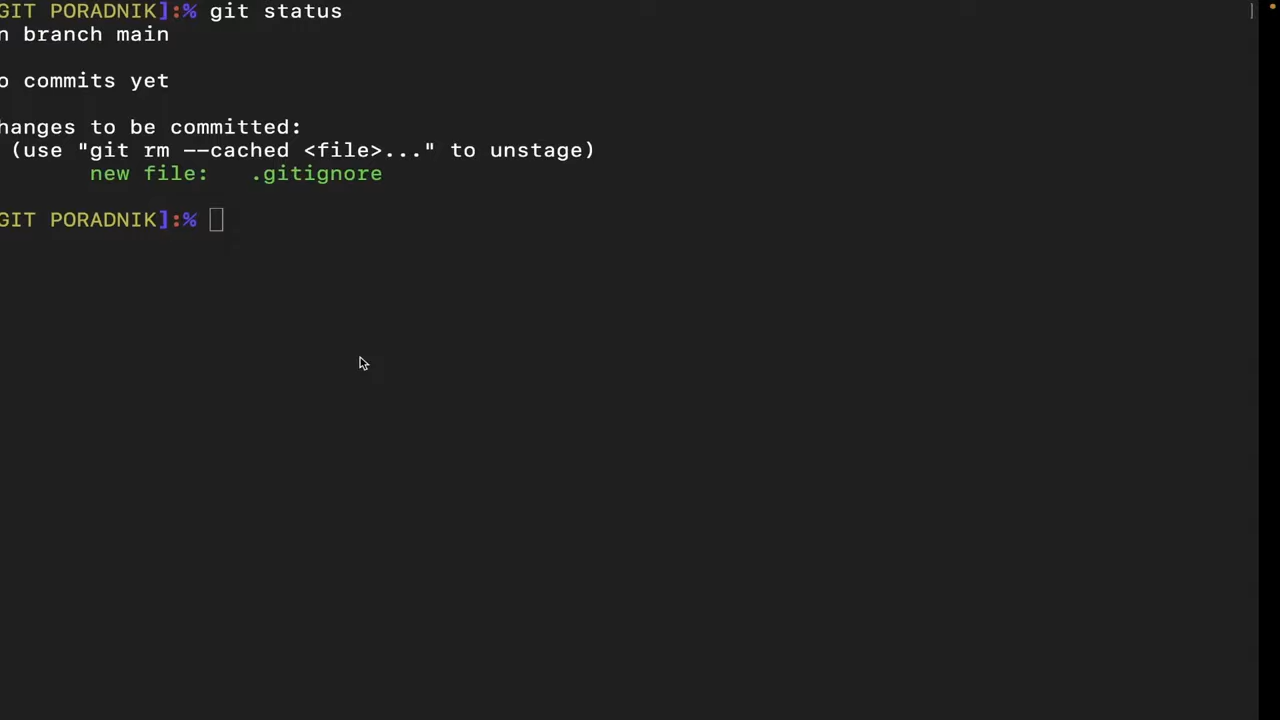 GIT PORADNIK]:% git status
n branch main
o commits yet
hanges to be committed:
(use "git rm --cached <file>..." to unstage)
new file: .gitignore
GIT PORADNIK]:%